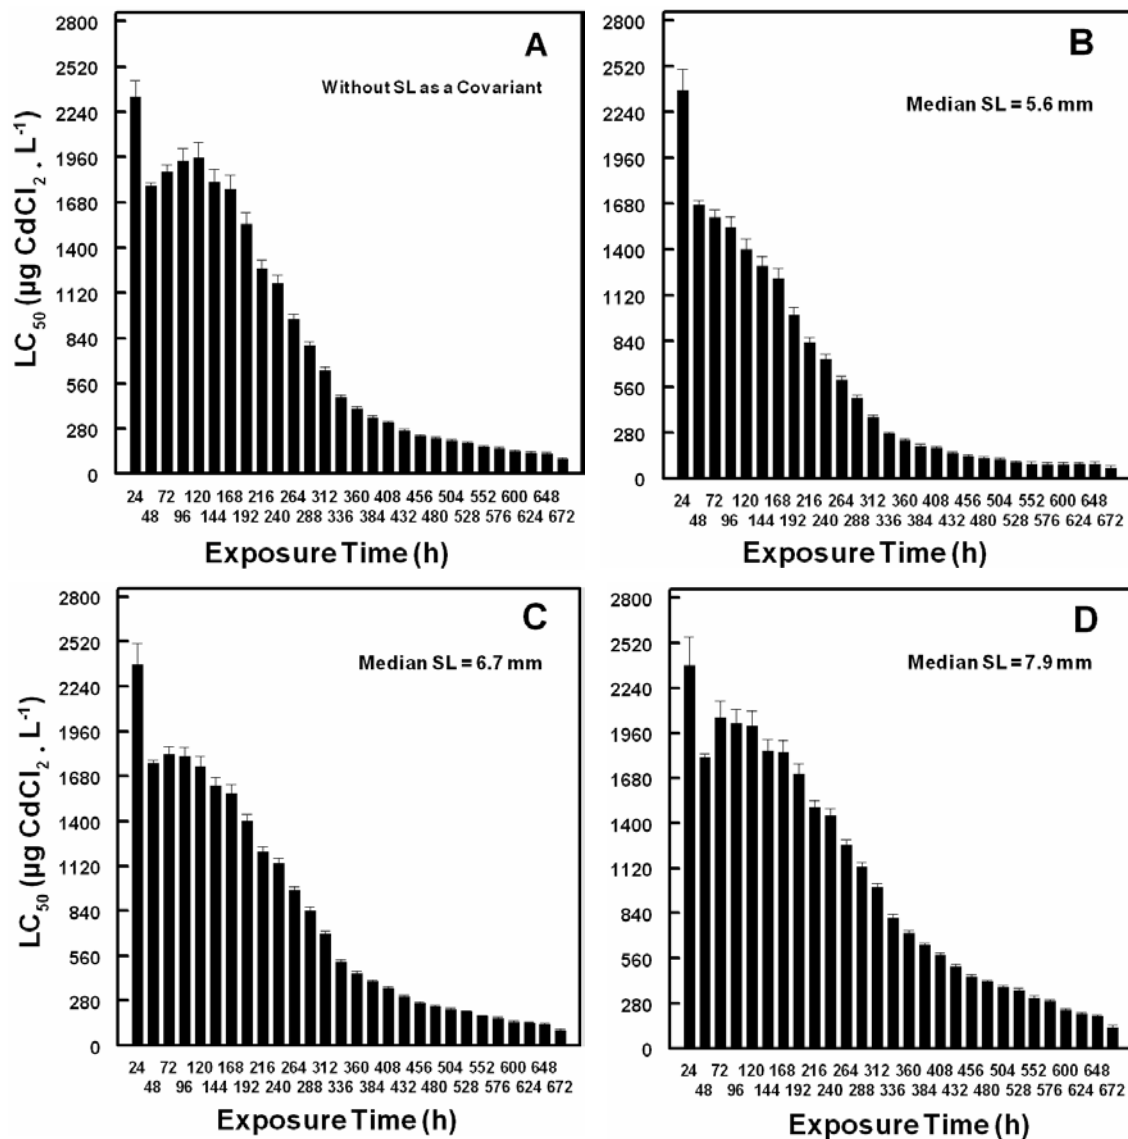 A
Without SL as a Covariant
LC50 (µg CdCl2 . L-1)
2800
2520
2240
1960
1680
1400
1120
840
560
280
0
24 72 120 168 216 264 312 360 408 456 504 552 600 648
48 96 144 192 240 288 336 384 432 480 528 576 624 672
Exposure Time (h)
B
Median SL = 5.6 mm
2800
2520
2240
1960
1680
1400
1120
840
560
280
0
24 72 120 168 216 264 312 360 408 456 504 552 600 648
48 96 144 192 240 288 336 384 432 480 528 576 624 672
Exposure Time (h)
C
Median SL = 6.7 mm
LC50 (µg CdCl2 . L-1)
2800
2520
2240
1960
1680
1400
1120
840
560
280
0
24 72 120 168 216 264 312 360 408 456 504 552 600 648
48 96 144 192 240 288 336 384 432 480 528 576 624 672
Exposure Time (h)
D
Median SL = 7.9 mm
2800
2520
2240
1960
1680
1400
1120
840
560
280
0
24 72 120 168 216 264 312 360 408 456 504 552 600 648
48 96 144 192 240 288 336 384 432 480 528 576 624 672
Exposure Time (h)